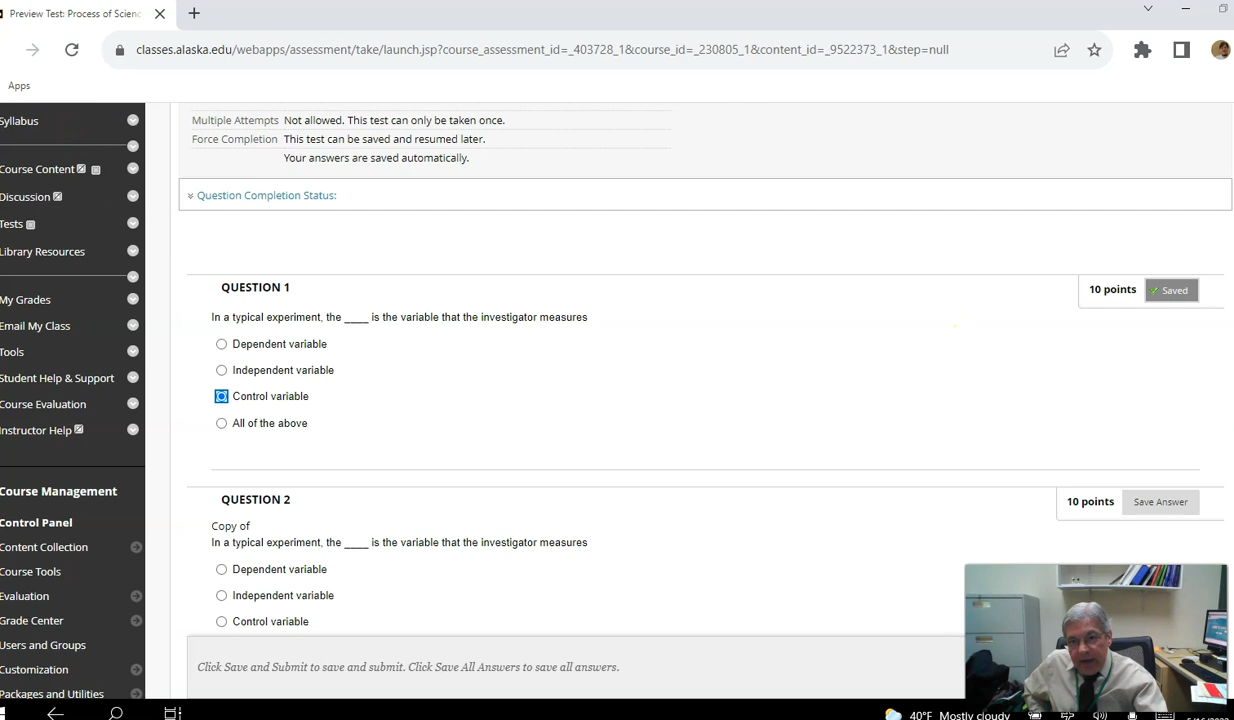 Preview Test: Process of Scienc
classes.alaska.edu/webapps/assessment/take/launch.jsp?course_assessment_id=_403728_1&course_id=_230805_1&content_id=_9522373_1&step=null
Apps
Syllabus
Course Content
Discussion
Tests
Library Resources
My Grades
Email My Class
Tools
Student Help & Support
Course Evaluation
Instructor Help
Course Management
Control Panel
Content Collection
Course Tools
Evaluation
Grade Center
Users and Groups
Customization
Packages and Utilities
Multiple Attempts Not allowed. This test can only be taken once.
Force Completion This test can be saved and resumed later.
Your answers are saved automatically.
Question Completion Status:
QUESTION 1
10 points Saved
In a typical experiment, the ____ is the variable that the investigator measures
Dependent variable
Independent variable
Control variable
All of the above
QUESTION 2
10 points Save Answer
Copy of
In a typical experiment, the ____ is the variable that the investigator measures
Dependent variable
Independent variable
Control variable
Click Save and Submit to save and submit. Click Save All Answers to save all answers.
40°F Mostly cloudy